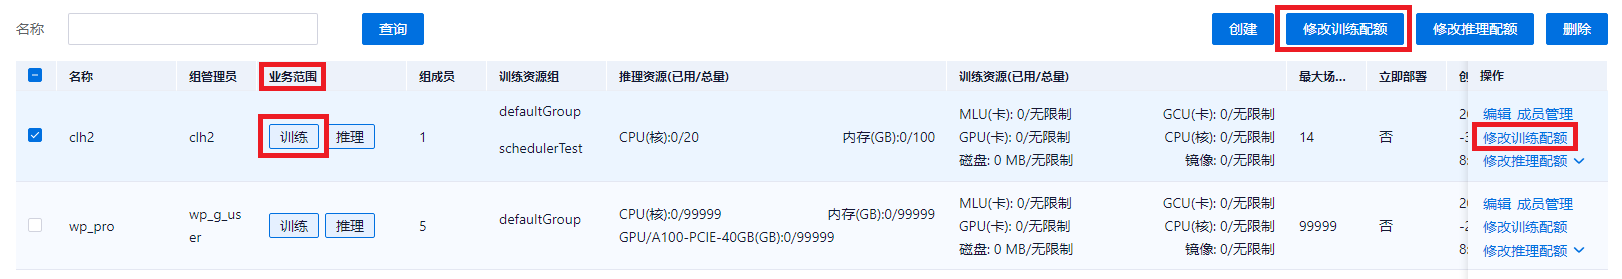 名称 查询 创建 修改训练配额 修改推理配额 删除
名称 组管理员 业务范围 组成员 训练资源组 推理资源(已用/总量) 训练资源(已用/总量) 最大场... 立即部署 操作
clh2 clh2 训练 推理 1 defaultGroup
schedulerTest
CPU(核):0/20 内存(GB):0/100
MLU(卡): 0/无限制 GCU(卡): 0/无限制
GPU(卡): 0/无限制 CPU(核): 0/无限制
磁盘: 0 MB/无限制 镜像: 0/无限制
14 否
编辑 成员管理
修改训练配额
修改推理配额
wp_pro wp_g_us
er
训练 推理 5 defaultGroup
CPU(核):0/99999 内存(GB):0/99999
GPU/A100-PCIE-40GB(GB):0/99999
MLU(卡): 0/无限制 GCU(卡): 0/无限制
GPU(卡): 0/无限制 CPU(核): 0/无限制
磁盘: 0 MB/无限制 镜像: 0/无限制
99999 否
编辑 成员管理
修改训练配额
修改推理配额